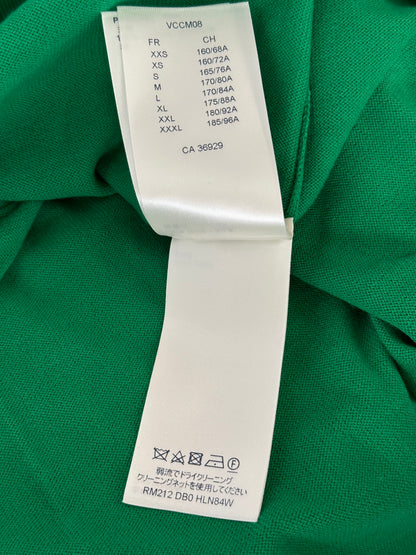 VCCM08
FR CH
XXS 160/68A
XS 160/72A
S 165/76A
M 170/80A
L 170/84A
XL 175/88A
XXL 180/92A
XXXL 185/96A
CA 36929
F
弱流でドライクリーニング
クリーニングネットを使用してください
RM212 DB0 HLN84W